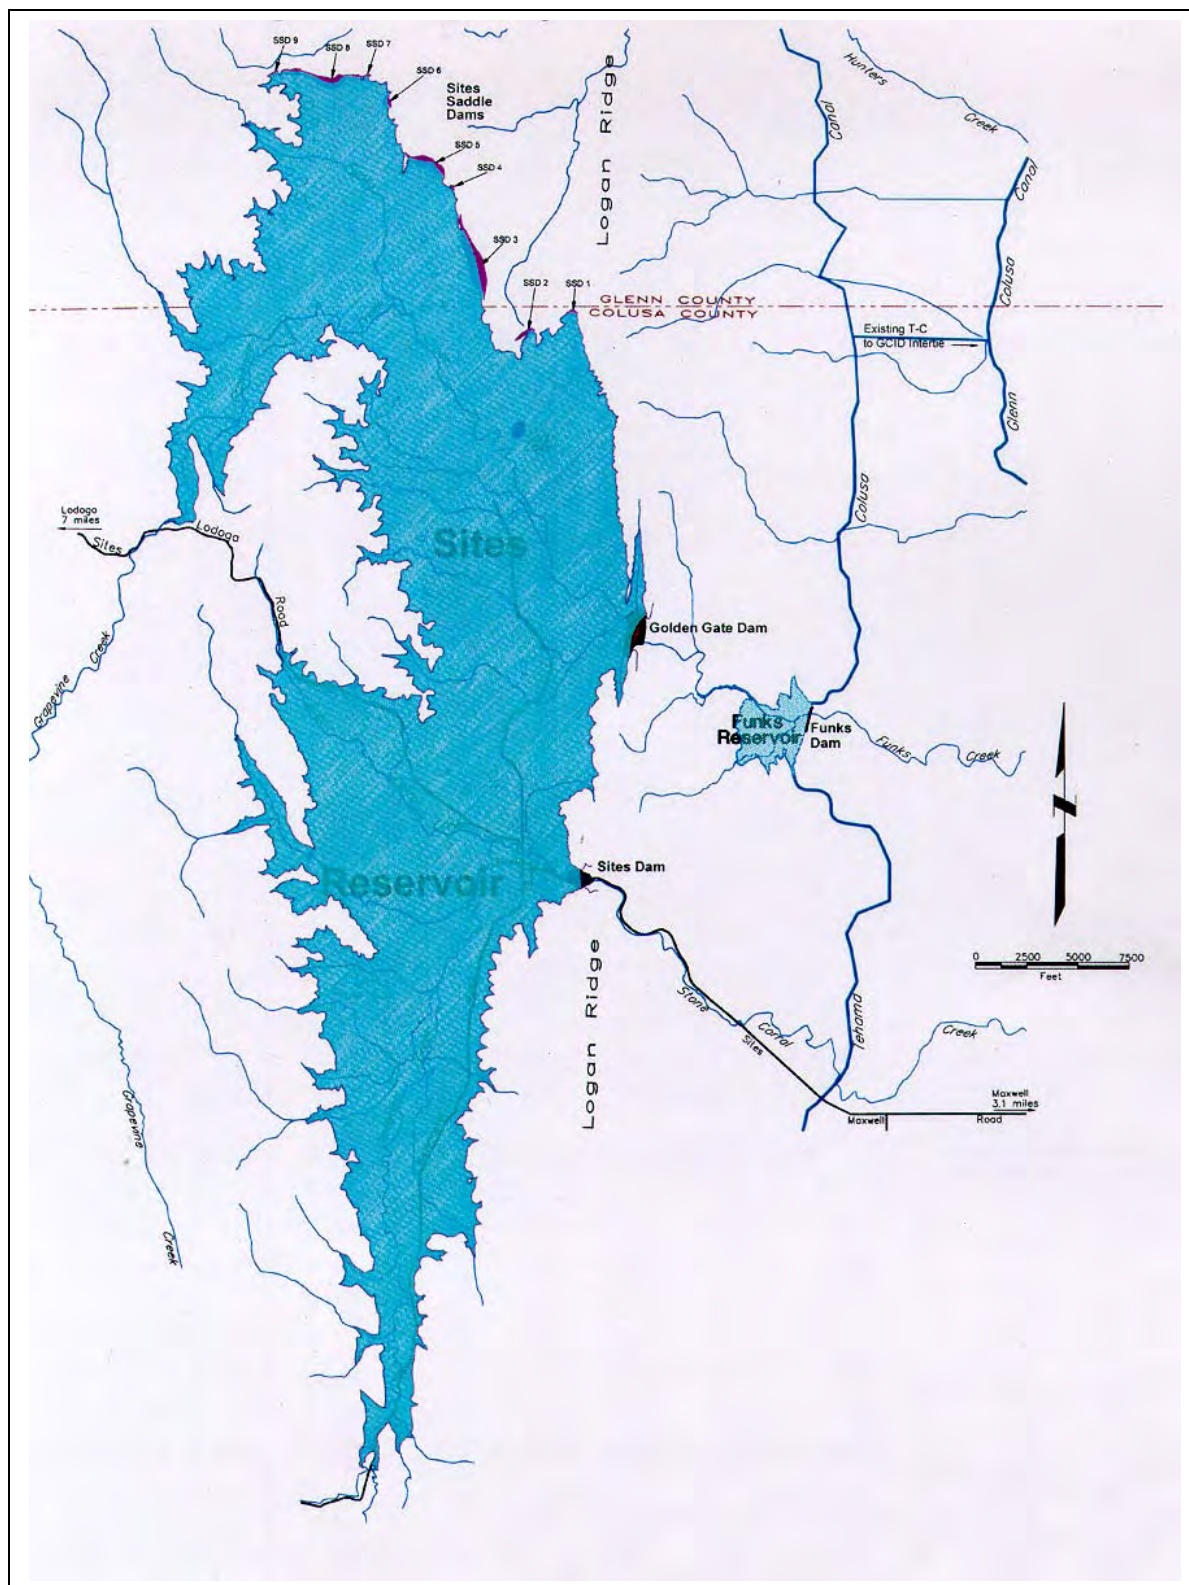 SSD 9
SSD 8
SSD 7
SSD 6
Sites
Saddle
Dams
SSD 5
SSD 4
SSD 3
SSD 2
SSD 1
Logan Ridge
Canal
Hunters
Creek
Canal
Colusa
Glenn
GLENN COUNTY
COLUSA COUNTY
Existing T-C
to GCID Intertie
Colusa
Lodoga
7 miles
Sites
Lodoga
Road
Sites
Grapevine
Creek
Golden Gate Dam
Funks
Reservoir
Funks
Dam
Funks
Creek
Reservoir
Sites Dam
Logan Ridge
0 2500 5000 7500
Feet
Stone
Corral
Creek
Sites
Tehama
Maxwell
3.1 miles
Maxwell
Road
Grapevine
Creek
N